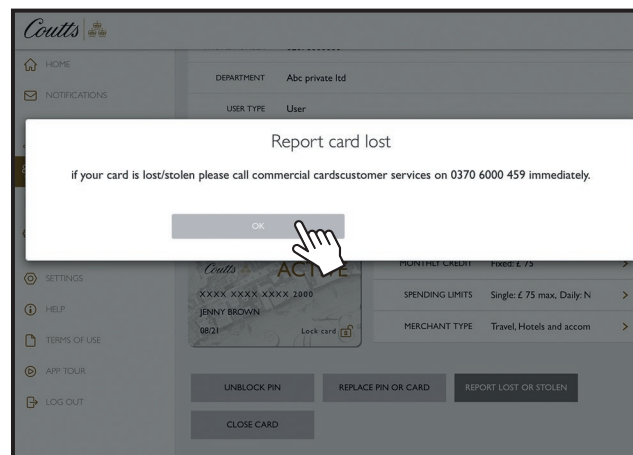 Coutts
HOME
NOTIFICATIONS
DEPARTMENT Abc private ltd
USER TYPE User
Report card lost
if your card is lost/stolen please call commercial cardscustomer services on 0370 6000 459 immediately.
OK
SETTINGS
HELP
TERMS OF USE
APP TOUR
LOG OUT
Coutts
ACTIVE
XXXX XXXX XXXX 2000
JENNY BROWN
08/21 Lock card
MONTHLY CREDIT Fixed: £ 75
SPENDING LIMITS Single: £ 75 max, Daily: N
MERCHANT TYPE Travel, Hotels and accom
UNBLOCK PIN REPLACE PIN OR CARD REPORT LOST OR STOLEN
CLOSE CARD